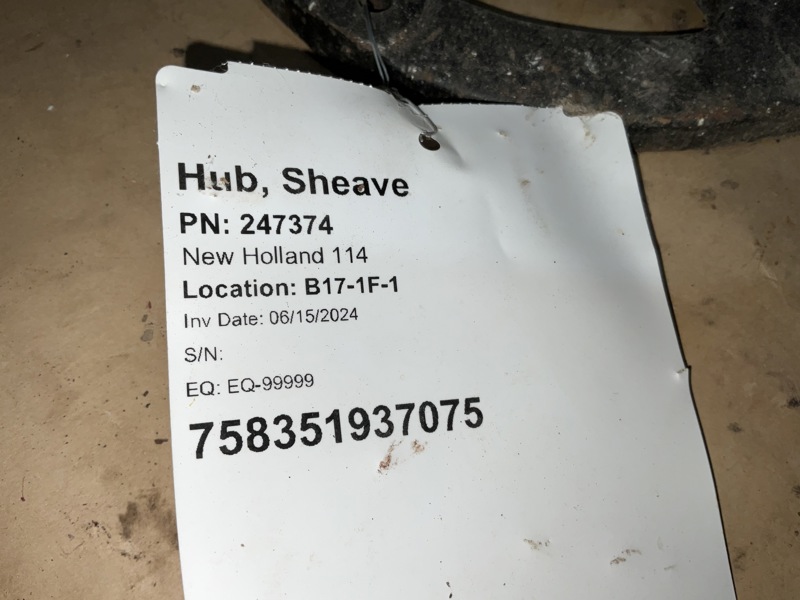 Hub, Sheave
PN: 247374
New Holland 114
Location: B17-1F-1
Inv Date: 06/15/2024
S/N:
EQ: EQ-99999
758351937075